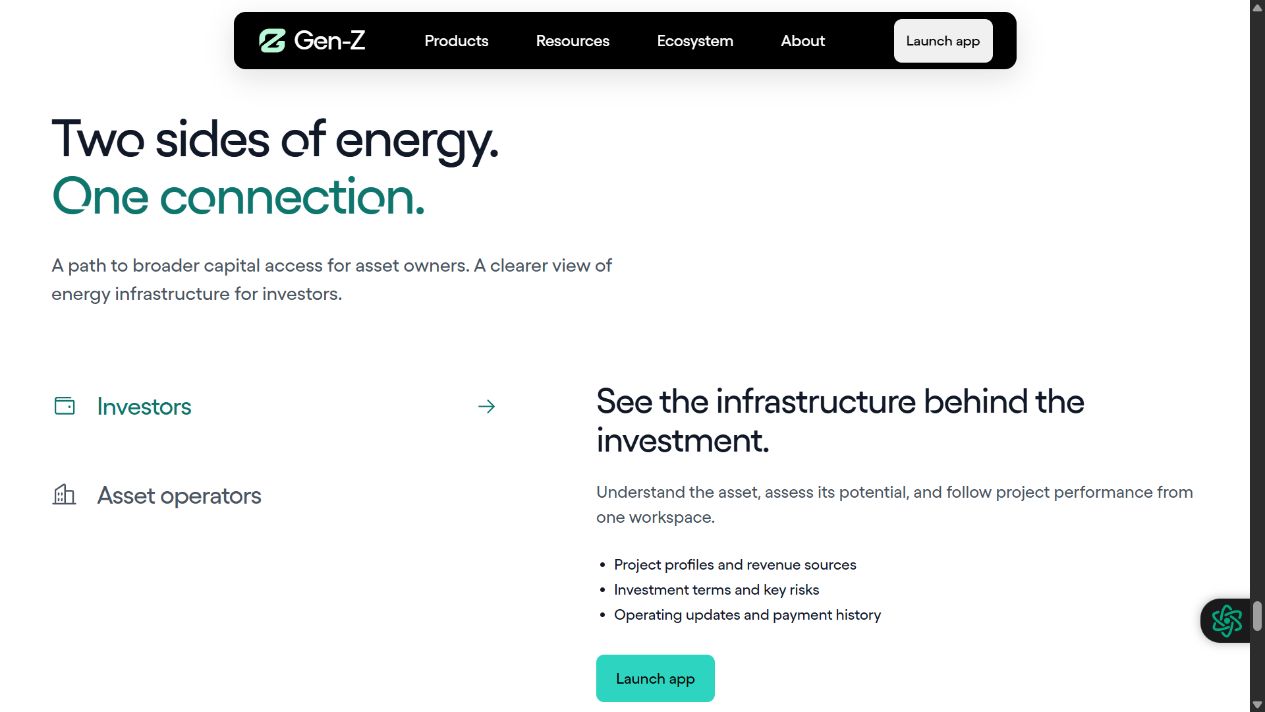 Gen-Z
Products
Resources
Ecosystem
About
Launch app
Two sides of energy.
One connection.
A path to broader capital access for asset owners. A clearer view of
energy infrastructure for investors.
Investors
Asset operators
See the infrastructure behind the
investment.
Understand the asset, assess its potential, and follow project performance from
one workspace.
• Project profiles and revenue sources
• Investment terms and key risks
• Operating updates and payment history
Launch app